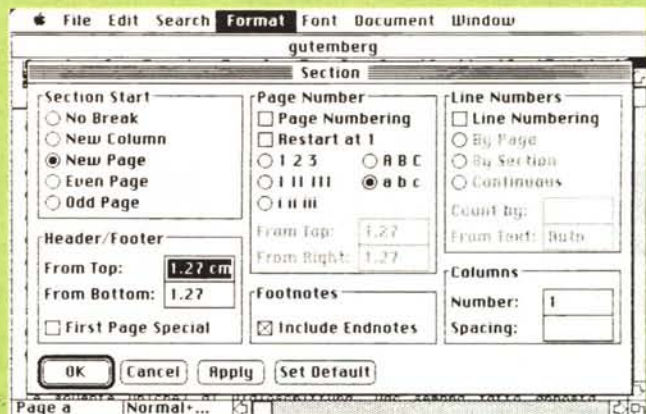 File Edit Search Format Font Document Window
gutemberg
Section
Section Start
No Break
New Column
New Page
Even Page
Odd Page
Header/Footer
From Top: 1.27 cm
From Bottom: 1.27
First Page Special
Page Number
Page Numbering
Restart at 1
1 2 3
A B C
I II III
a b c
i ii iii
From Top: 1.27
From Right: 1.27
Footnotes
Include Endnotes
Line Numbers
Line Numbering
By Page
By Section
Continuous
Count by:
From Text: Auto
Columns
Number: 1
Spacing:
OK Cancel Apply Set Default
Page a Normal+...